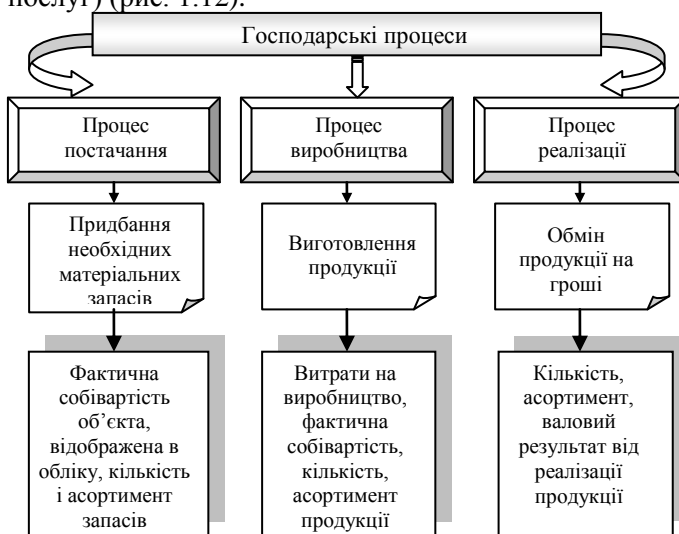 послуг) (рис. 1.12).
Господарські процеси
Процес
постачання
Процес
виробництва
Процес
реалізації
Придбання
необхідних
матеріальних
запасів
Виготовлення
продукції
Обмін
продукції на
гроші
Фактична
собівартість
об’єкта,
відображена в
обліку, кількість
і асортимент
запасів
Витрати на
виробництво,
фактична
собівартість,
кількість,
асортимент
продукції
Кількість,
асортимент,
валовий
результат від
реалізації
продукції